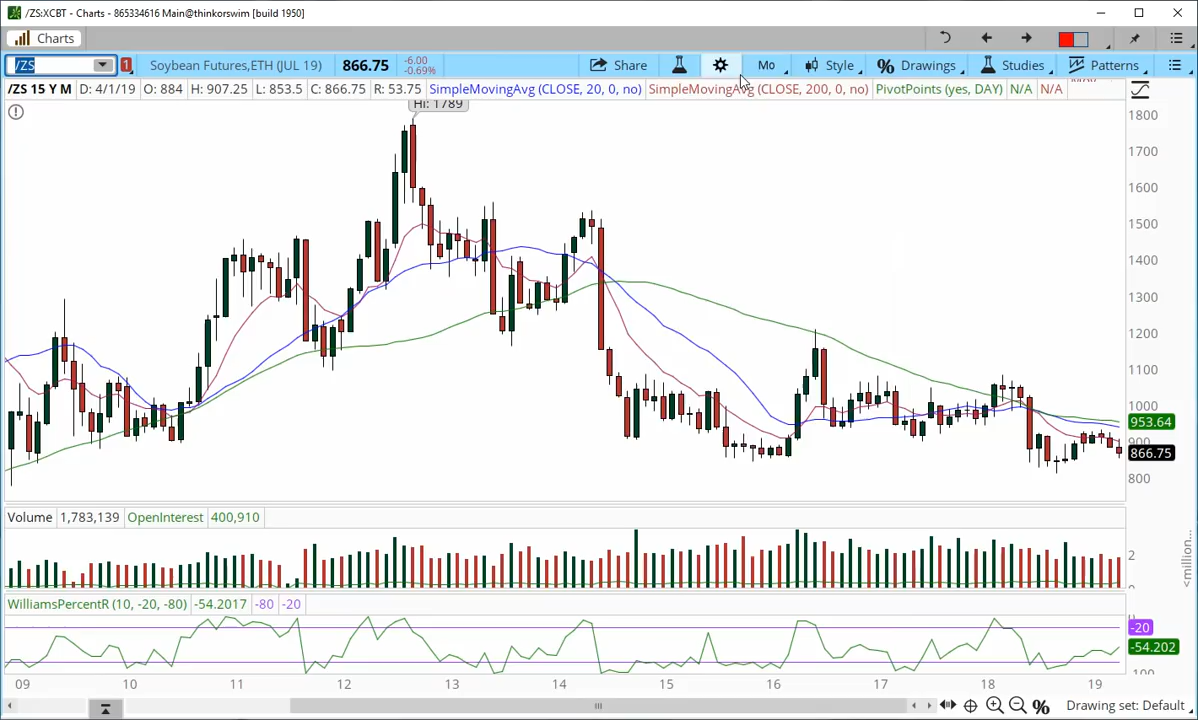 /ZS:XCBT - Charts - 865334616 Main@thinkorswim [build 1950]
Charts
/ZS 1 Soybean Futures,ETH (JUL 19) 866.75 -6.00 -0.69% Share Mo Style % Drawings Studies Patterns
/ZS 15 Y M D: 4/1/19 O: 884 H: 907.25 L: 853.5 C: 866.75 R: 53.75 SimpleMovingAvg (CLOSE, 20, 0, no) SimpleMovingAvg (CLOSE, 200, 0, no) PivotPoints (yes, DAY) N/A N/A
Hi: 1789
1800
1700
1600
1500
1400
1300
1200
1100
1000
953.64
900
866.75
800
Volume 1,783,139 OpenInterest 400,910
2
0
<million...
WilliamsPercentR (10, -20, -80) -54.2017 -80 -20
0
-20
-54.202
-100
09 10 11 12 13 14 15 16 17 18 19
% Drawing set: Default